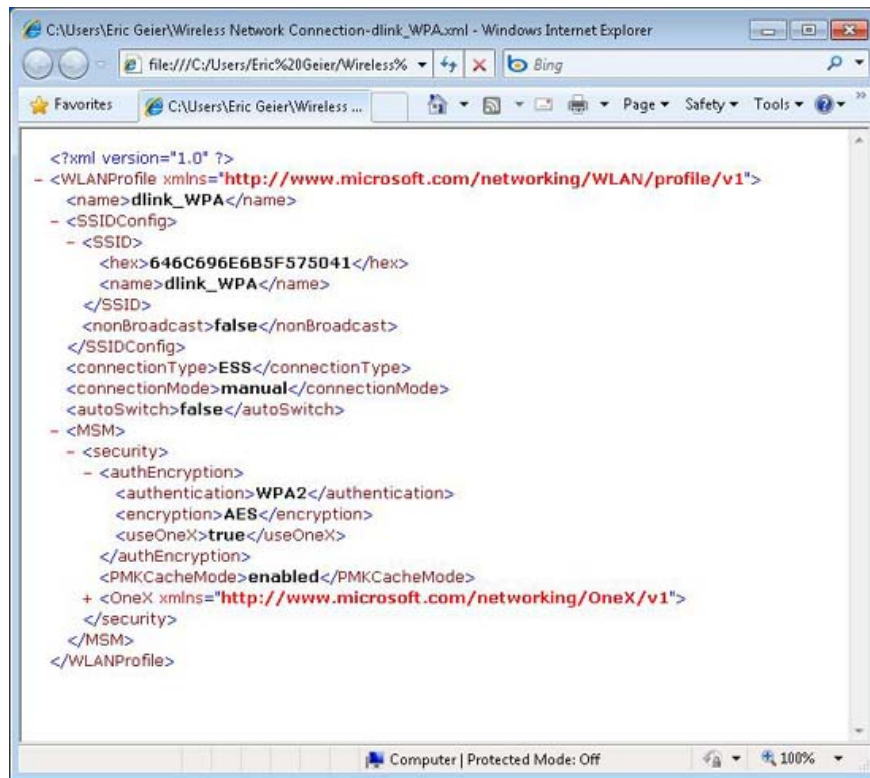 C:\Users\Eric Geier\Wireless Network Connection-dlink_WPA.xml - Windows Internet Explorer
file:///C:/Users/Eric%20Geier/Wireless% Bing
Favorites C:\Users\Eric Geier\Wireless ... Page Safety Tools »
<?xml version="1.0" ?>
- <WLANProfile xmlns="http://www.microsoft.com/networking/WLAN/profile/v1">
<name>dlink_WPA</name>
- <SSIDConfig>
- <SSID>
<hex>646C696E6B5F575041</hex>
<name>dlink_WPA</name>
</SSID>
<nonBroadcast>false</nonBroadcast>
</SSIDConfig>
<connectionType>ESS</connectionType>
<connectionMode>manual</connectionMode>
<autoSwitch>false</autoSwitch>
- <MSM>
- <security>
- <authEncryption>
<authentication>WPA2</authentication>
<encryption>AES</encryption>
<useOneX>true</useOneX>
</authEncryption>
<PMKCacheMode>enabled</PMKCacheMode>
+ <OneX xmlns="http://www.microsoft.com/networking/OneX/v1">
</security>
</MSM>
</WLANProfile>
Computer | Protected Mode: Off 100%